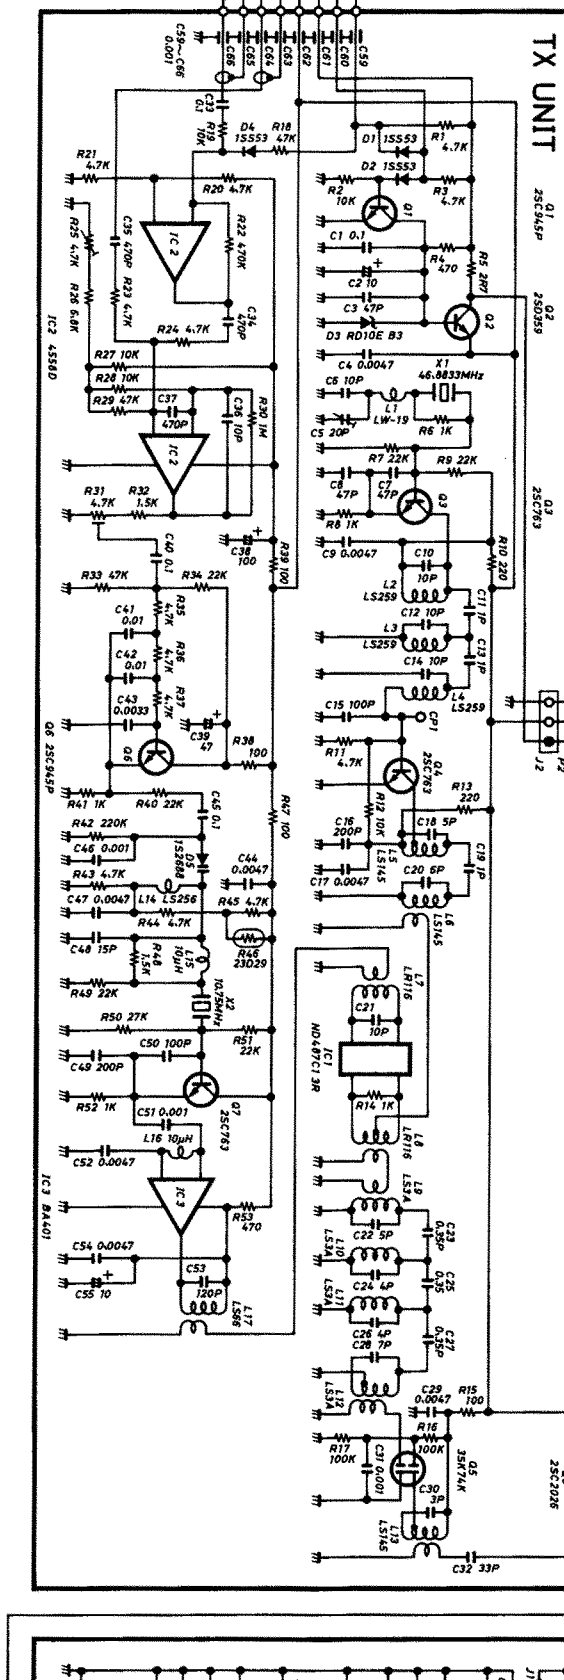 TX UNIT
C59~C66
0.001
C66
C65
C64
C63
C62
C61
C60
C59
C33
0.1
R19
10K
D4
1SS53
R18
47K
D1 1SS53
R1
4.7K
D2 1SS53
R21
4.7K
R20 4.7K
R2
10K
Q1
R3
4.7K
Q1
2SC945P
R25 4.7K
C35 470P
IC2
R22 470K
C1 0.1
R4
470
R5 2R7
C2 10
+
R26 6.8K
R23 4.7K
C34
470P
C3 47P
Q2
Q2
2SD359
R24 4.7K
D3 RD10E B3
IC2 4558D
R27 10K
R28 10K
R29 47K
C4 0.0047
X1
46.8833MHz
C37
470P
C36 10P
R30 1M
C6 10P
L1
LW-19
C5 20P
R6 1K
IC2
R7 22K
R9 22K
C8
47P
C7
47P
Q3
Q3
2SC763
R31
4.7K
R32
1.5K
R8 1K
C38
100
+
R39 100
C9 0.0047
R10 220
C40 0.1
C10
10P
L2
LS259
R33 47K
R34 22K
C11 1P
C41
0.01
R35
4.7K
C12 10P
L3
LS259
C42
0.01
R36
4.7K
C13 1P
C14 10P
C43
0.0033
R37
4.7K
L4
LS259
C39
47
+
C15 100P
CP1
Q6 2SC945P
Q6
R38
100
R11
4.7K
Q4
2SC763
J2
P2
R41 1K
R40 22K
C45 0.1
R47 100
R12 10K
R13
220
R42 220K
C46 0.001
D5
1S2688
C16
200P
C18 5P
L5
LS145
C19 1P
R43 4.7K
L14 LS256
C44
0.0047
C17 0.0047
C20 6P
C47 0.0047
R44 4.7K
R45 4.7K
L6
LS145
C48 15P
R48
1.5K
L15
10μH
R46
23D29
R49 22K
X2
10.75MHz
L7
LR116
C21
10P
R50 27K
R51
22K
IC1
ND487C1 3R
C49 200P
C50 100P
Q7
2SC763
R52 1K
R14 1K
C51 0.001
L16 10μH
L8
LR116
C52 0.0047
IC3
IC3 BA401
L9
LS3A
R53
470
C22 5P
C23
0.35P
C54 0.0047
L10
LS3A
C24 4P
C25
0.35
C55 10
+
C53
120P
L11
LS3A
L17
LS86
C26 4P
C28 7P
C27
0.35P
L12
LS3A
C29
0.0047
R15
100
R16
100K
R17
100K
C31 0.001
Q5
3SK74K
2SC2026
C30
3P
L13
LS145
C32 33P